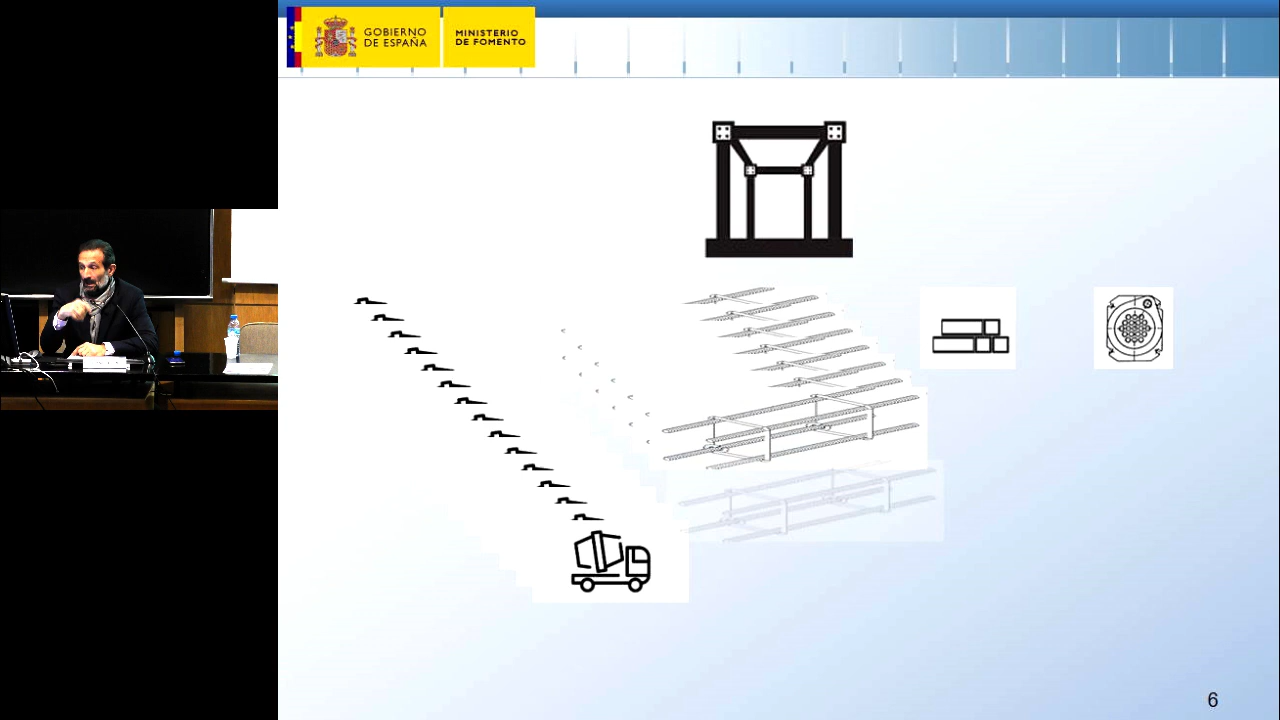 GOBIERNO
DE ESPAÑA
MINISTERIO
DE FOMENTO
6